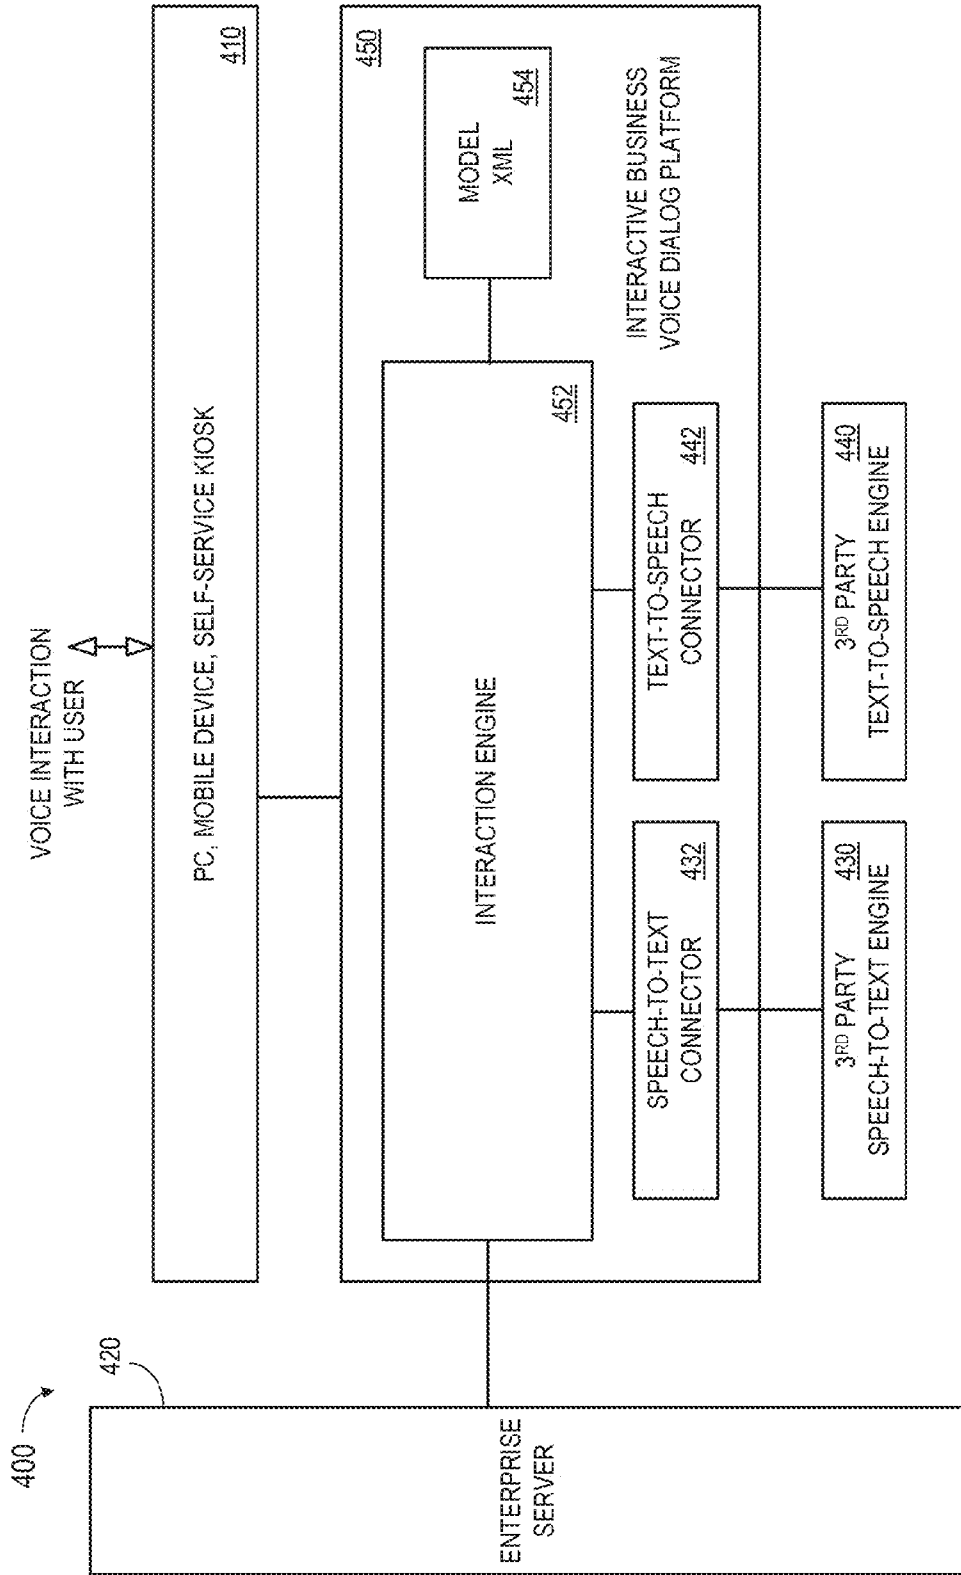 400
420
ENTERPRISE
SERVER
VOICE INTERACTION
WITH USER
PC, MOBILE DEVICE, SELF-SERVICE KIOSK
410
450
INTERACTION ENGINE
452
MODEL
XML
454
INTERACTIVE BUSINESS
VOICE DIALOG PLATFORM
SPEECH-TO-TEXT
CONNECTOR
432
TEXT-TO-SPEECH
CONNECTOR
442
3RD PARTY
SPEECH-TO-TEXT ENGINE
430
3RD PARTY
TEXT-TO-SPEECH ENGINE
440